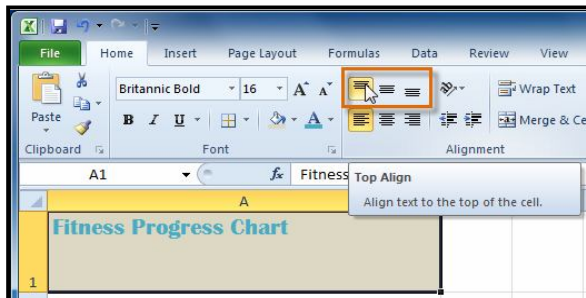 File Home Insert Page Layout Formulas Data Review View
Britannic Bold 16 A A Wrap Text
Paste B I U A Merge & Ce
Clipboard Font Alignment
A1 fx Fitness
Top Align
Align text to the top of the cell.
A
Fitness Progress Chart
1